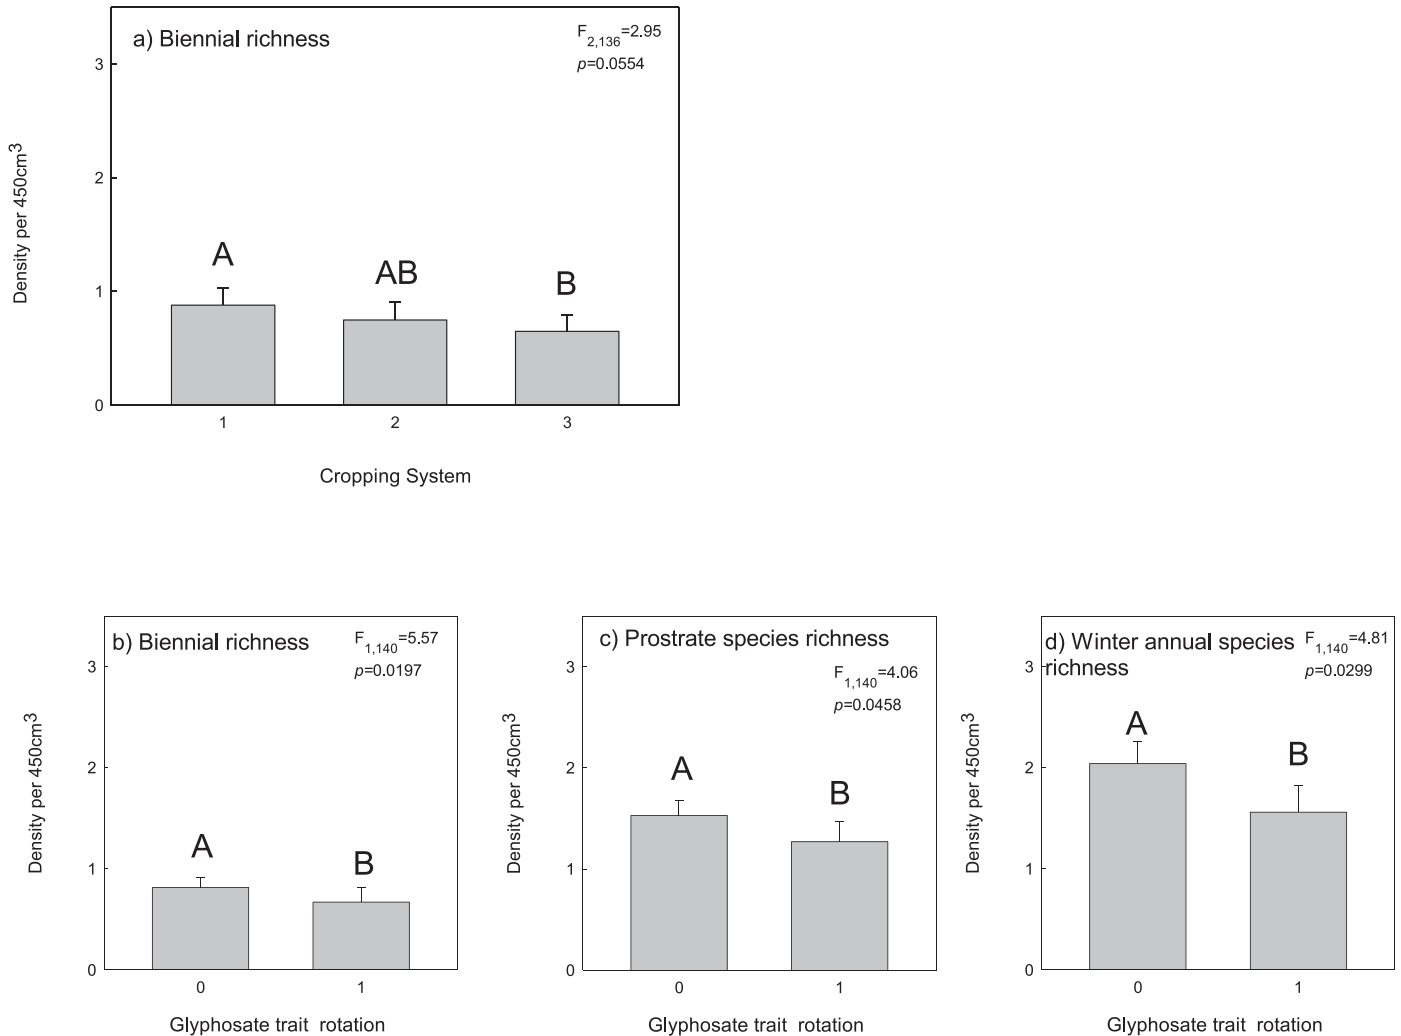 a) Biennial richness
F2,136=2.95
p=0.0554
3
2
1
0
Density per 450cm3
A
AB
B
1
2
3
Cropping System
b) Biennial richness
F1,140=5.57
p=0.0197
3
2
1
0
Density per 450cm3
A
B
0
1
Glyphosate trait rotation
c) Prostrate species richness
F1,140=4.06
p=0.0458
3
2
1
0
Density per 450cm3
A
B
0
1
Glyphosate trait rotation
d) Winter annual species
richness
F1,140=4.81
p=0.0299
3
2
1
0
Density per 450cm3
A
B
0
1
Glyphosate trait rotation